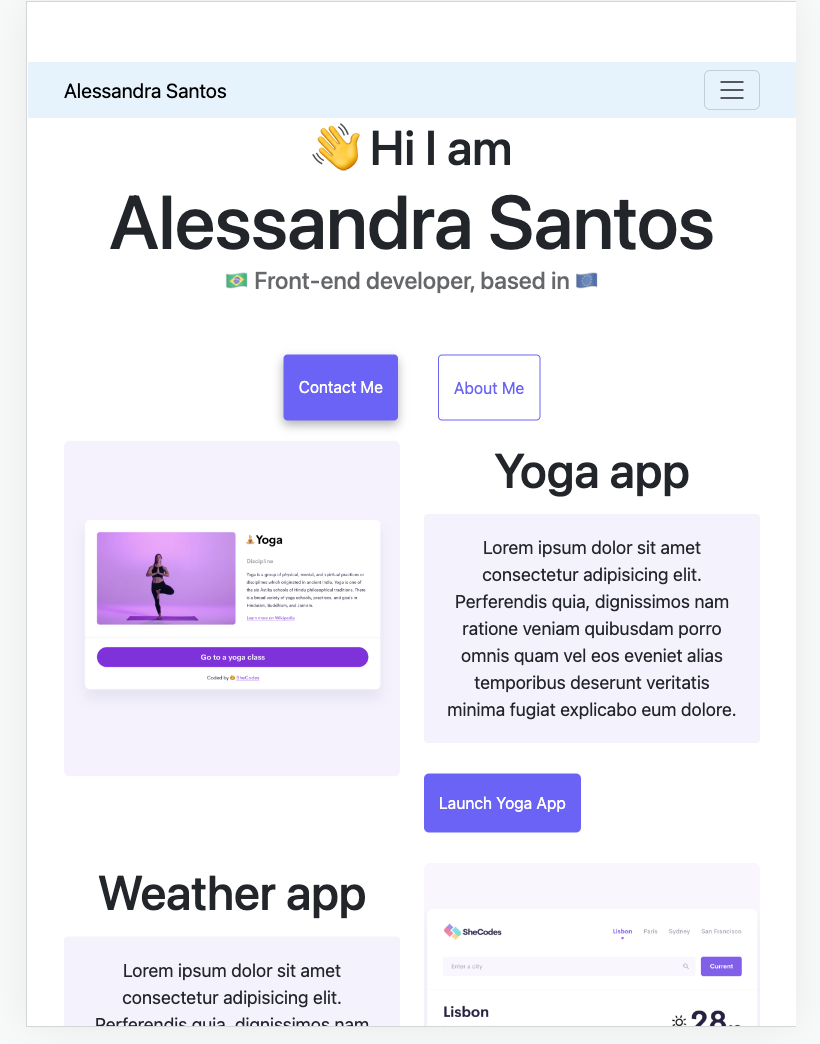 Alessandra Santos
👋 Hi I am
Alessandra Santos
🇧🇷 Front-end developer, based in 🇪🇺
Contact Me
About Me
🧘Yoga
Discipline
Yoga is a group of physical, mental, and spiritual practices or
disciplines which originated in ancient India. Yoga is one of
the six Āstika schools of Hindu philosophical traditions. There
is a broad variety of yoga schools, practices, and goals in
Hinduism, Buddhism, and Jainism.
Learn more on Wikipedia
Go to a yoga class
Coded by SheCodes
Yoga app
Lorem ipsum dolor sit amet
consectetur adipisicing elit.
Perferendis quia, dignissimos nam
ratione veniam quibusdam porro
omnis quam vel eos eveniet alias
temporibus deserunt veritatis
minima fugiat explicabo eum dolore.
Launch Yoga App
Weather app
Lorem ipsum dolor sit amet
consectetur adipisicing elit.
Perferendis quia, dignissimos nam
SheCodes
Lisbon Paris Sydney San Francisco
Enter a city
Current
Lisbon
28